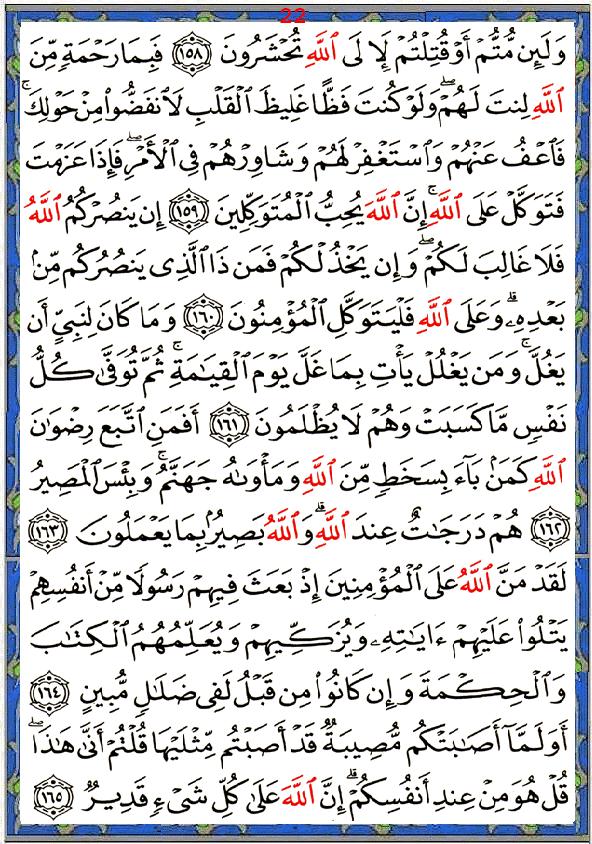 22
وَلَئِن مُّتُّمْ أَوْ قُتِلْتُمْ لَإِلَى ٱللَّهِ تُحْشَرُونَ ١٥٨ فَبِمَا رَحْمَةٍ مِّنَ
ٱللَّهِ لِنتَ لَهُمْ ۖ وَلَوْ كُنتَ فَظًّا غَلِيظَ ٱلْقَلْبِ لَٱنفَضُّوا۟ مِنْ حَوْلِكَ ۖ
فَٱعْفُ عَنْهُمْ وَٱسْتَغْفِرْ لَهُمْ وَشَاوِرْهُمْ فِى ٱلْأَمْرِ ۖ فَإِذَا عَزَمْتَ
فَتَوَكَّلْ عَلَى ٱللَّهِ ۚ إِنَّ ٱللَّهَ يُحِبُّ ٱلْمُتَوَكِّلِينَ ١٥٩ إِن يَنصُرْكُمُ ٱللَّهُ
فَلَا غَالِبَ لَكُمْ ۖ وَإِن يَخْذُلْكُمْ فَمَن ذَا ٱلَّذِى يَنصُرُكُم مِّنۢ
بَعْدِهِۦ ۗ وَعَلَى ٱللَّهِ فَلْيَتَوَكَّلِ ٱلْمُؤْمِنُونَ ١٦٠ وَمَا كَانَ لِنَبِىٍّ أَن
يَغُلَّ ۚ وَمَن يَغْلُلْ يَأْتِ بِمَا غَلَّ يَوْمَ ٱلْقِيَٰمَةِ ۚ ثُمَّ تُوَفَّىٰ كُلُّ
نَفْسٍ مَّا كَسَبَتْ وَهُمْ لَا يُظْلَمُونَ ١٦١ أَفَمَنِ ٱتَّبَعَ رِضْوَٰنَ
ٱللَّهِ كَمَنۢ بَآءَ بِسَخَطٍ مِّنَ ٱللَّهِ وَمَأْوَىٰهُ جَهَنَّمُ ۚ وَبِئْسَ ٱلْمَصِيرُ
١٦٢ هُمْ دَرَجَٰتٌ عِندَ ٱللَّهِ ۗ وَٱللَّهُ بَصِيرٌۢ بِمَا يَعْمَلُونَ ١٦٣
لَقَدْ مَنَّ ٱللَّهُ عَلَى ٱلْمُؤْمِنِينَ إِذْ بَعَثَ فِيهِمْ رَسُولًا مِّنْ أَنفُسِهِمْ
يَتْلُوا۟ عَلَيْهِمْ ءَايَٰتِهِۦ وَيُزَكِّيهِمْ وَيُعَلِّمُهُمُ ٱلْكِتَٰبَ
وَٱلْحِكْمَةَ وَإِن كَانُوا۟ مِن قَبْلُ لَفِى ضَلَٰلٍ مُّبِينٍ ١٦٤
أَوَلَمَّآ أَصَٰبَتْكُم مُّصِيبَةٌ قَدْ أَصَبْتُم مِّثْلَيْهَا قُلْتُمْ أَنَّىٰ هَٰذَا ۖ
قُلْ هُوَ مِنْ عِندِ أَنفُسِكُمْ ۗ إِنَّ ٱللَّهَ عَلَىٰ كُلِّ شَىْءٍ قَدِيرٌ ١٦٥